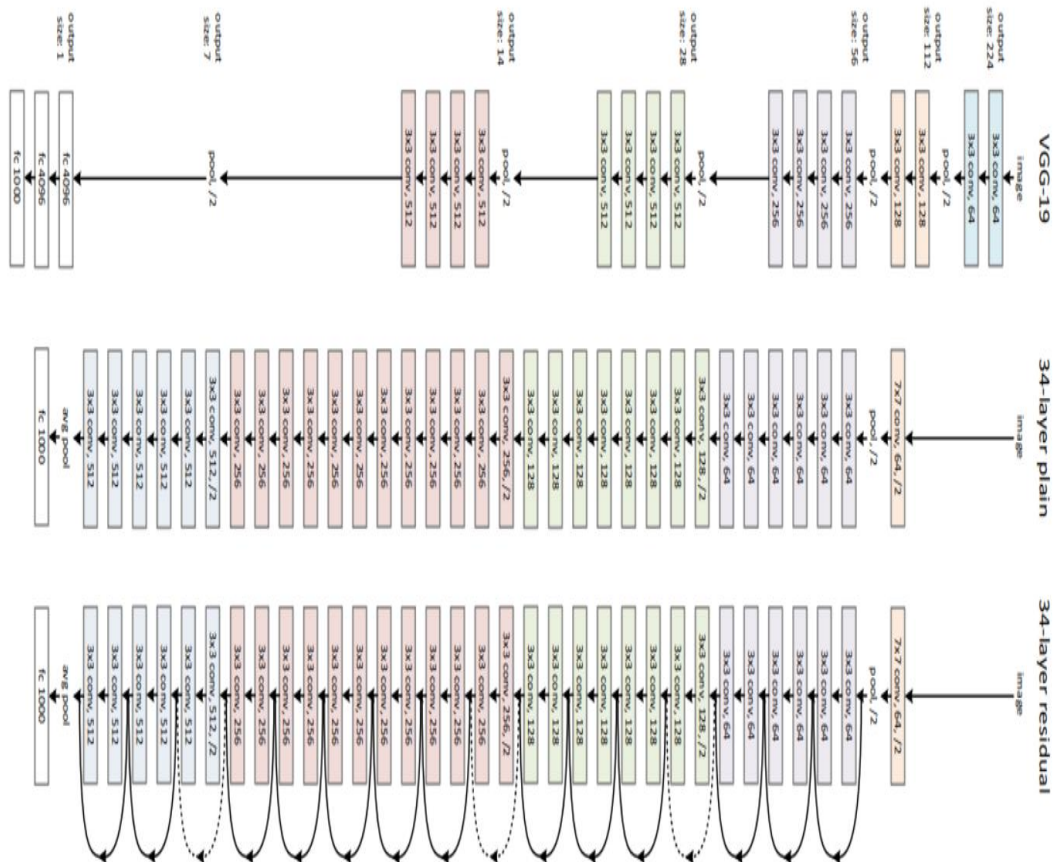 output
size: 224
output
size: 112
output
size: 56
output
size: 28
output
size: 14
output
size: 7
output
size: 1
VGG-19
image
3x3 conv, 64
3x3 conv, 64
pool, /2
3x3 conv, 128
3x3 conv, 128
pool, /2
3x3 conv, 256
3x3 conv, 256
3x3 conv, 256
3x3 conv, 256
pool, /2
3x3 conv, 512
3x3 conv, 512
3x3 conv, 512
3x3 conv, 512
pool, /2
3x3 conv, 512
3x3 conv, 512
3x3 conv, 512
3x3 conv, 512
pool, /2
fc 4096
fc 4096
fc 1000
34-layer plain
image
7x7 conv, 64, /2
pool, /2
3x3 conv, 64
3x3 conv, 64
3x3 conv, 64
3x3 conv, 64
3x3 conv, 64
3x3 conv, 64
3x3 conv, 128, /2
3x3 conv, 128
3x3 conv, 128
3x3 conv, 128
3x3 conv, 128
3x3 conv, 128
3x3 conv, 128
3x3 conv, 128
3x3 conv, 256, /2
3x3 conv, 256
3x3 conv, 256
3x3 conv, 256
3x3 conv, 256
3x3 conv, 256
3x3 conv, 256
3x3 conv, 256
3x3 conv, 256
3x3 conv, 256
3x3 conv, 256
3x3 conv, 256
3x3 conv, 512, /2
3x3 conv, 512
3x3 conv, 512
3x3 conv, 512
3x3 conv, 512
3x3 conv, 512
avg pool
fc 1000
34-layer residual
image
7x7 conv, 64, /2
pool, /2
3x3 conv, 64
3x3 conv, 64
3x3 conv, 64
3x3 conv, 64
3x3 conv, 64
3x3 conv, 64
3x3 conv, 128, /2
3x3 conv, 128
3x3 conv, 128
3x3 conv, 128
3x3 conv, 128
3x3 conv, 128
3x3 conv, 128
3x3 conv, 128
3x3 conv, 256, /2
3x3 conv, 256
3x3 conv, 256
3x3 conv, 256
3x3 conv, 256
3x3 conv, 256
3x3 conv, 256
3x3 conv, 256
3x3 conv, 256
3x3 conv, 256
3x3 conv, 256
3x3 conv, 256
3x3 conv, 512, /2
3x3 conv, 512
3x3 conv, 512
3x3 conv, 512
3x3 conv, 512
3x3 conv, 512
avg pool
fc 1000